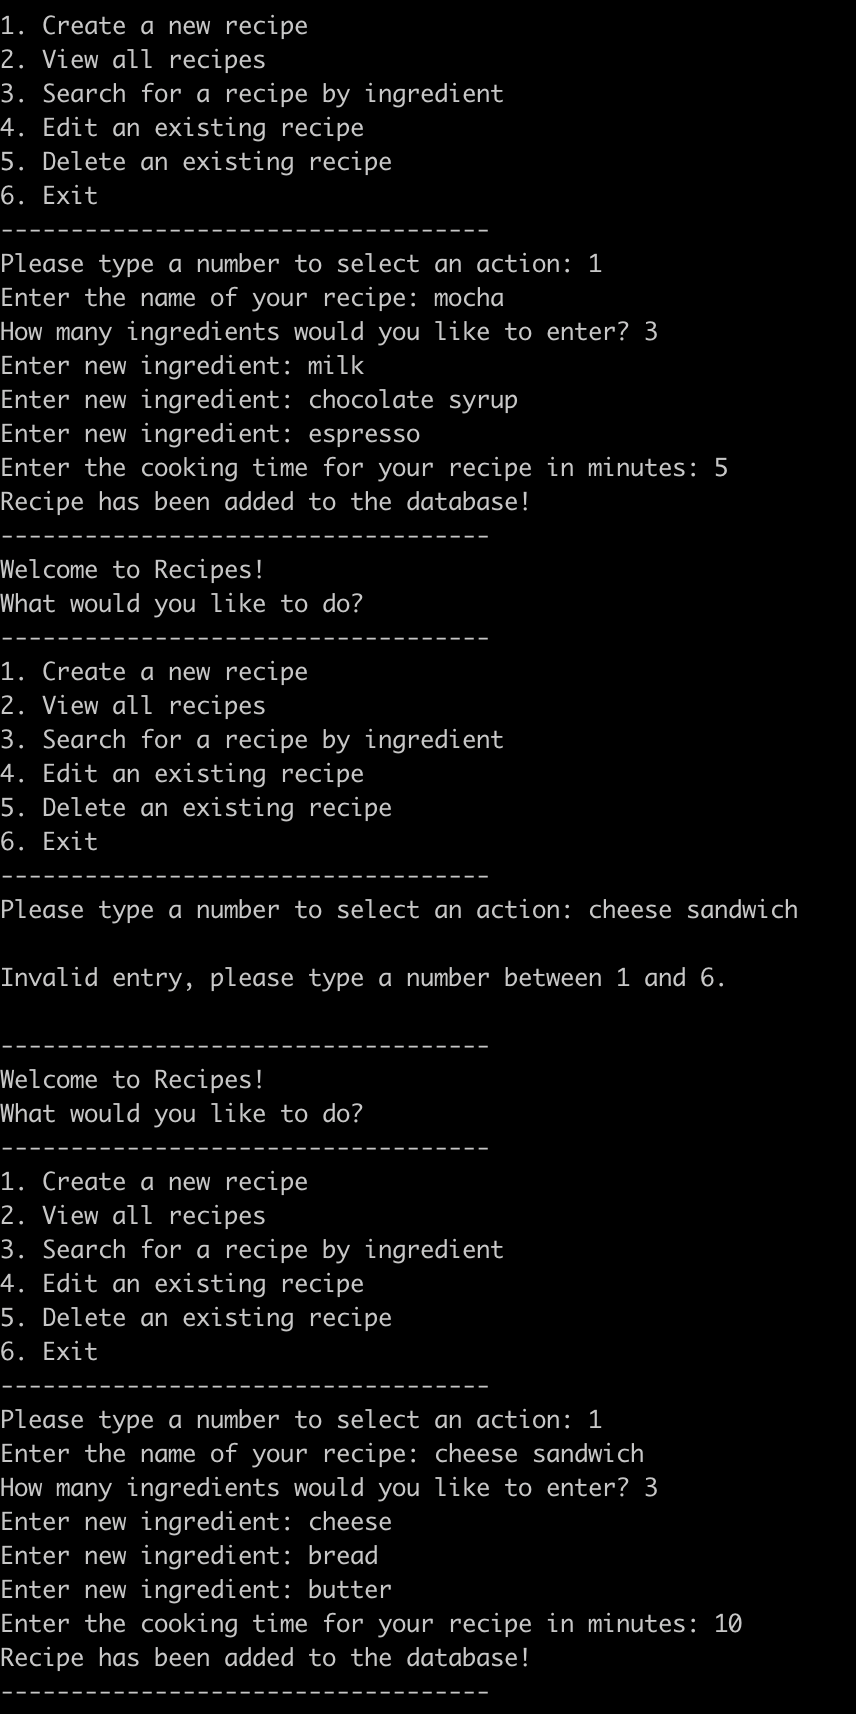 1. Create a new recipe
2. View all recipes
3. Search for a recipe by ingredient
4. Edit an existing recipe
5. Delete an existing recipe
6. Exit
-----------------------------------
Please type a number to select an action: 1
Enter the name of your recipe: mocha
How many ingredients would you like to enter? 3
Enter new ingredient: milk
Enter new ingredient: chocolate syrup
Enter new ingredient: espresso
Enter the cooking time for your recipe in minutes: 5
Recipe has been added to the database!
-----------------------------------
Welcome to Recipes!
What would you like to do?
-----------------------------------
1. Create a new recipe
2. View all recipes
3. Search for a recipe by ingredient
4. Edit an existing recipe
5. Delete an existing recipe
6. Exit
-----------------------------------
Please type a number to select an action: cheese sandwich

Invalid entry, please type a number between 1 and 6.

-----------------------------------
Welcome to Recipes!
What would you like to do?
-----------------------------------
1. Create a new recipe
2. View all recipes
3. Search for a recipe by ingredient
4. Edit an existing recipe
5. Delete an existing recipe
6. Exit
-----------------------------------
Please type a number to select an action: 1
Enter the name of your recipe: cheese sandwich
How many ingredients would you like to enter? 3
Enter new ingredient: cheese
Enter new ingredient: bread
Enter new ingredient: butter
Enter the cooking time for your recipe in minutes: 10
Recipe has been added to the database!
-----------------------------------